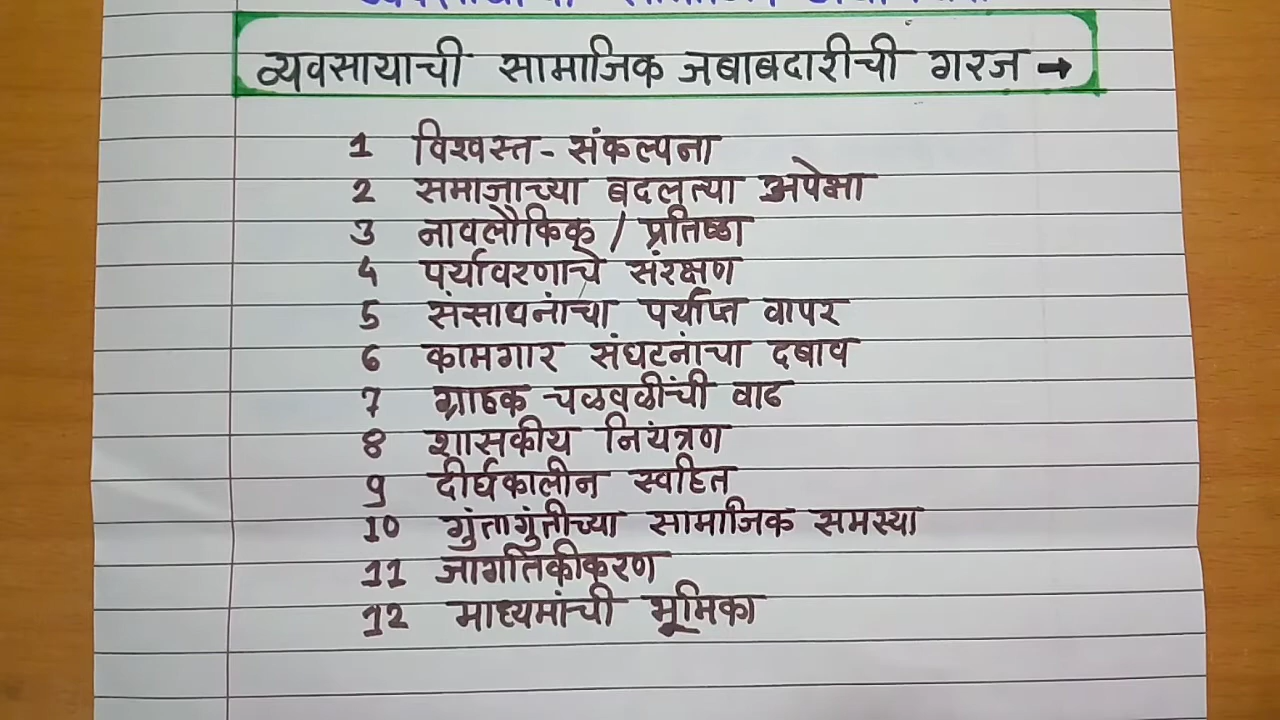 व्यवसायाची सामाजिक जबाबदारीची गरज →
1 विश्वस्त - संकल्पना
2 समाजाच्या बदलत्या अपेक्षा
3 नावलौकिक / प्रतिष्ठा
4 पर्यावरणाचे संरक्षण
5 संसाधनांचा पर्याप्त वापर
6 कामगार संघटनांचा दबाव
7 ग्राहक चळवळींची वाढ
8 शासकीय नियंत्रण
9 दीर्घकालीन स्वहित
10 गुंतागुंतीच्या सामाजिक समस्या
11 जागतिकीकरण
12 माध्यमांची भूमिका